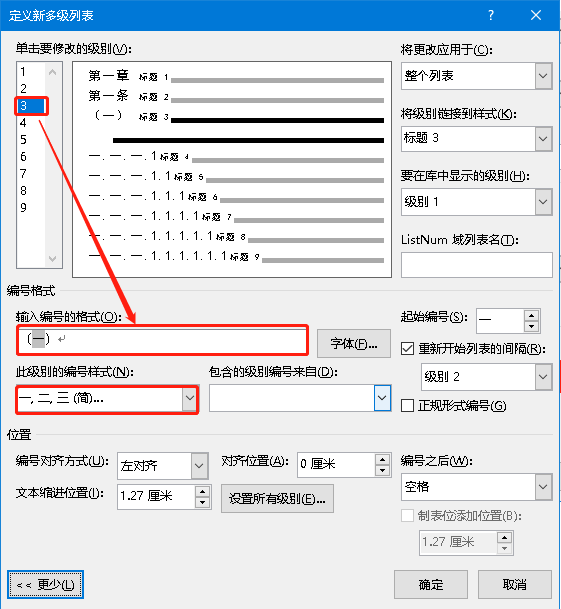 定义新多级列表
单击要修改的级别(V):
1
2
3
4
5
6
7
8
9
第一章 标题 1
第一条 标题 2
（一） 标题 3
一.一.一.1标题 4
一.一.一.1.1标题 5
一.一.一.1.1.1标题 6
一.一.一.1.1.1.1标题 7
一.一.一.1.1.1.1.1标题 8
一.一.一.1.1.1.1.1.1标题 9
将更改应用于(C):
整个列表
将级别链接到样式(K):
标题 3
要在库中显示的级别(H):
级别 1
ListNum 域列表名(T):
编号格式
输入编号的格式(O):
（一）
字体(F)...
此级别的编号样式(N):
一, 二, 三 (简)...
包含的级别编号来自(D):
起始编号(S):
一
重新开始列表的间隔(R):
级别 2
正规形式编号(G)
位置
编号对齐方式(U):
左对齐
对齐位置(A):
0 厘米
文本缩进位置(I):
1.27 厘米
设置所有级别(E)...
编号之后(W):
空格
制表位添加位置(B):
1.27 厘米
<< 更少(L)
确定
取消